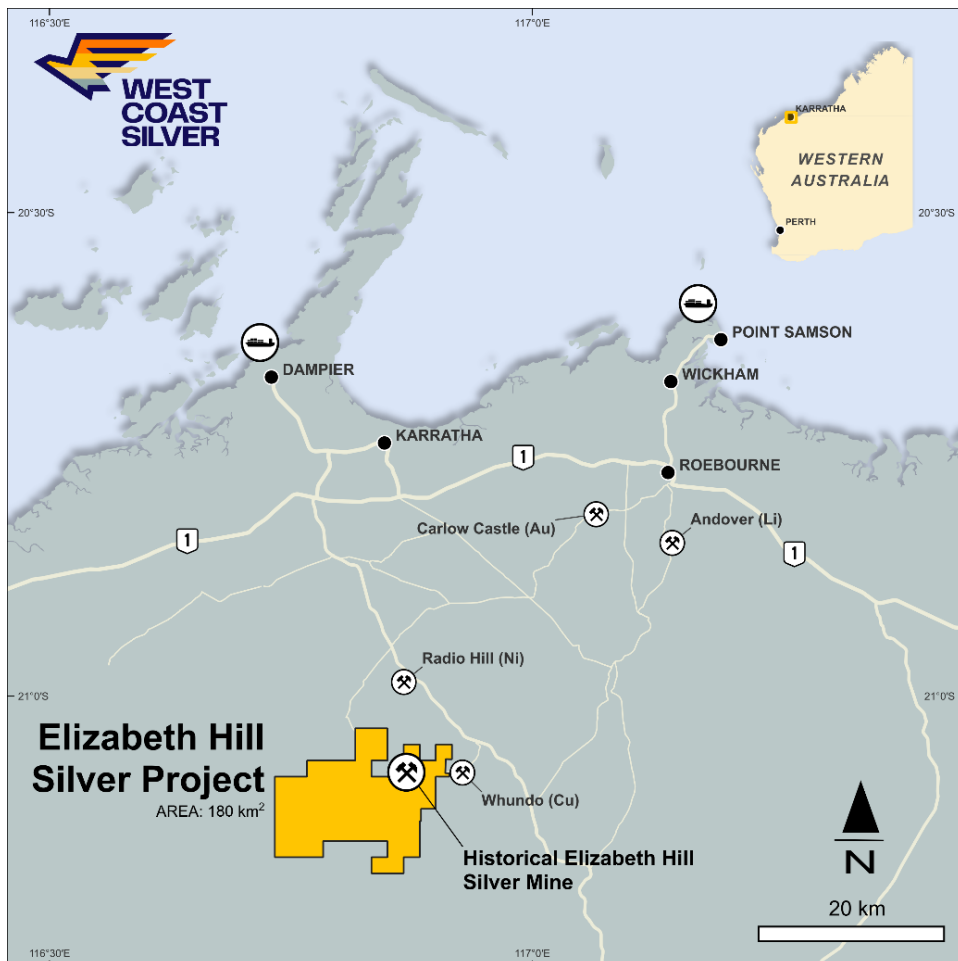 116°30'E
117°0'E
WEST
COAST
SILVER
KARRATHA
WESTERN
AUSTRALIA
PERTH
20°30'S
20°30'S
POINT SAMSON
DAMPIER
WICKHAM
KARRATHA
1
ROEBOURNE
Carlow Castle (Au)
Andover (Li)
1
1
Radio Hill (Ni)
21°0'S
21°0'S
Elizabeth Hill
Silver Project
AREA: 180 km²
Whundo (Cu)
Historical Elizabeth Hill
Silver Mine
N
20 km
116°30'E
117°0'E